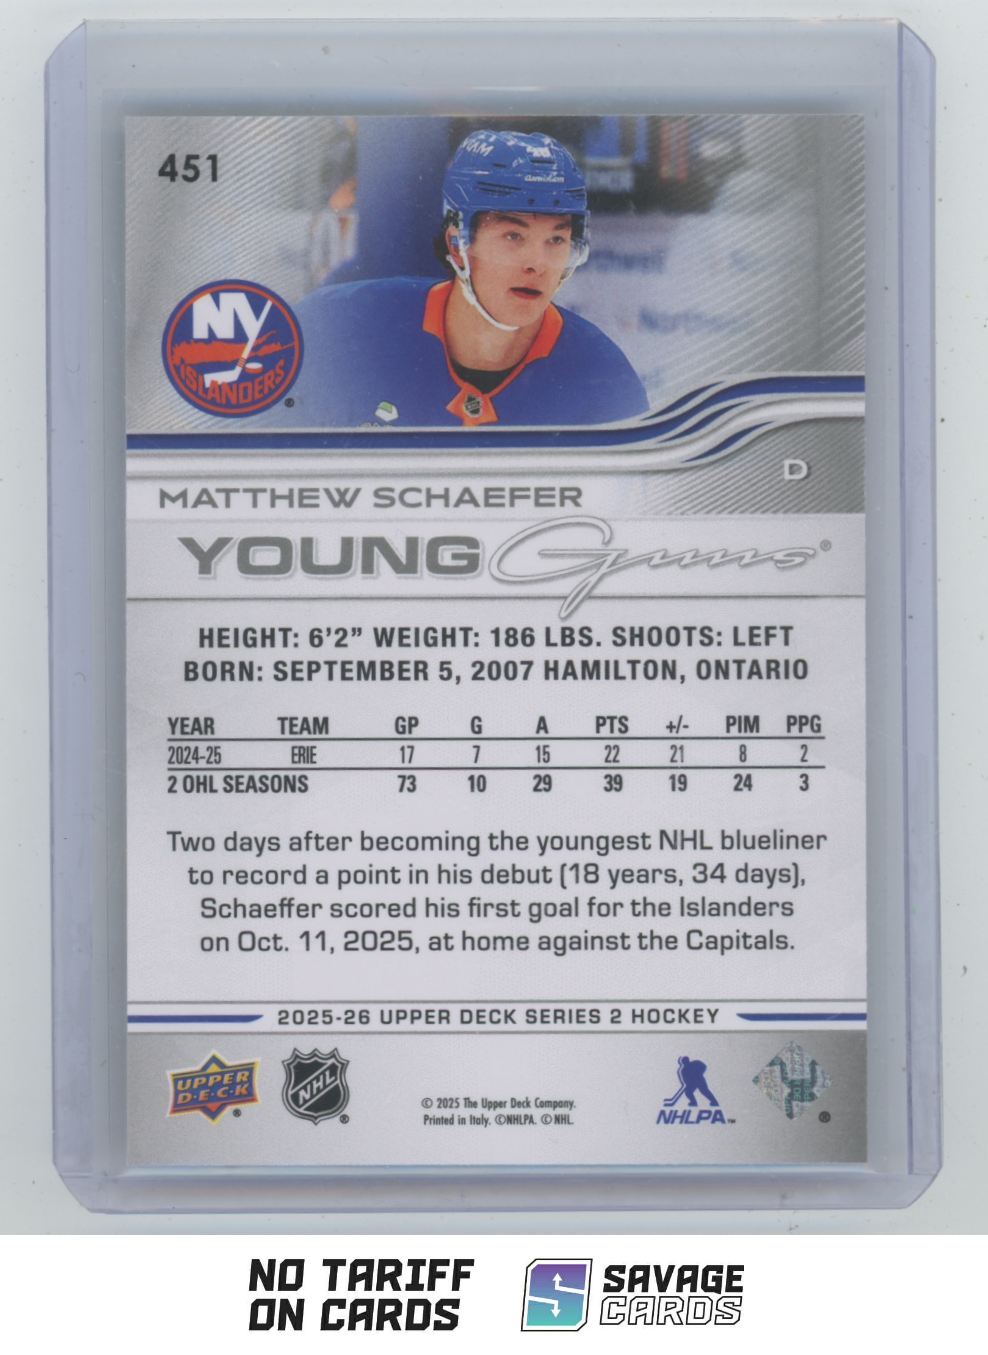 451
NY
ISLANDERS
®
D
MATTHEW SCHAEFER
YOUNG Guns®
HEIGHT: 6'2" WEIGHT: 186 LBS. SHOOTS: LEFT
BORN: SEPTEMBER 5, 2007 HAMILTON, ONTARIO
YEAR TEAM GP G A PTS +/- PIM PPG
2024-25 ERIE 17 7 15 22 21 8 2
2 OHL SEASONS 73 10 29 39 19 24 3
Two days after becoming the youngest NHL blueliner
to record a point in his debut (18 years, 34 days),
Schaeffer scored his first goal for the Islanders
on Oct. 11, 2025, at home against the Capitals.
2025-26 UPPER DECK SERIES 2 HOCKEY
UPPER
D·E·C·K
®
NHL
®
© 2025 The Upper Deck Company.
Printed in Italy. ©NHLPA. © NHL.
NHLPA™
®
NO TARIFF
ON CARDS
SAVAGE
CARDS